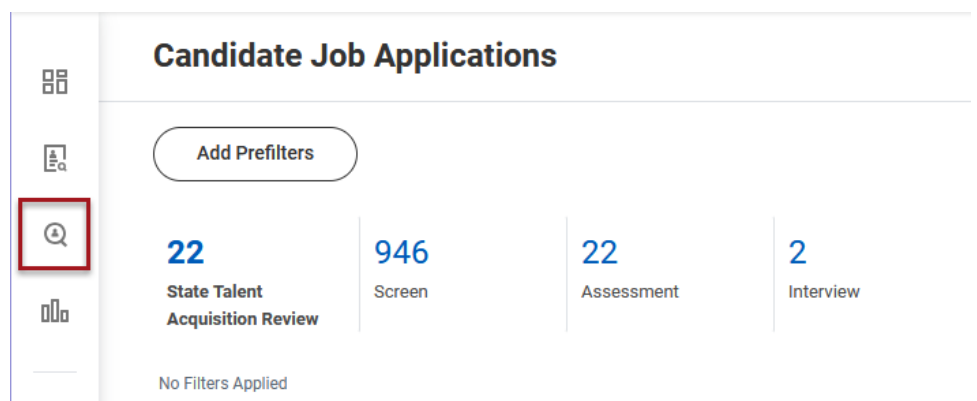 Candidate Job Applications
Add Prefilters
22
946
22
2
State Talent
Acquisition Review
Screen
Assessment
Interview
No Filters Applied